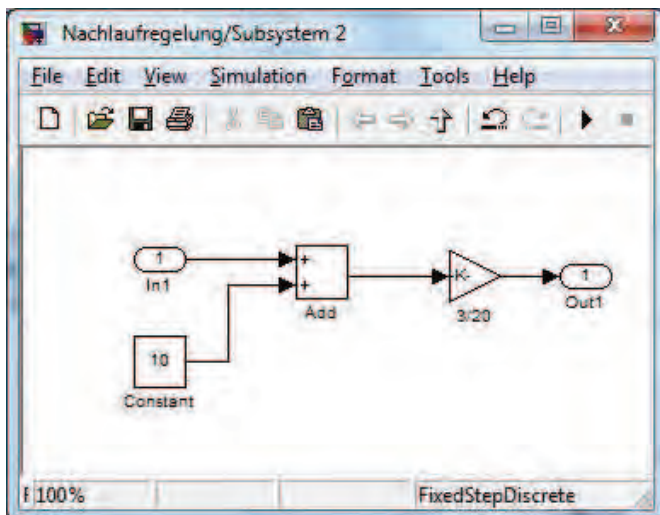 Nachlaufregelung/Subsystem 2
File Edit View Simulation Format Tools Help
1
In1
+
+
Add
K-
3/20
1
Out1
10
Constant
100%
FixedStepDiscrete